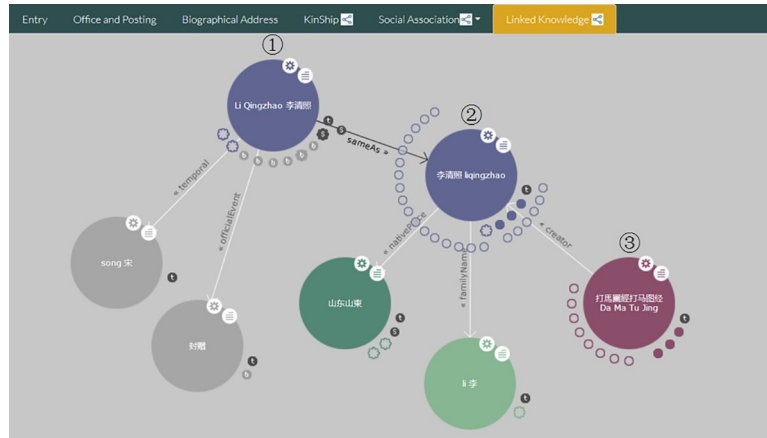 Entry Office and Posting Biographical Address KinShip Social Association Linked Knowledge
①
Li Qingzhao 李清照
t
s
s
b b b b b
sameAs »
②
李清照 liqingzhao
t
« temporal
« officialEvent
« nativePlace
« familyName
« creator
③
song 宋
t
封赠
t
b
山东山東
t
s
li 李
t
打馬圖經打马图经
Da Ma Tu Jing
t